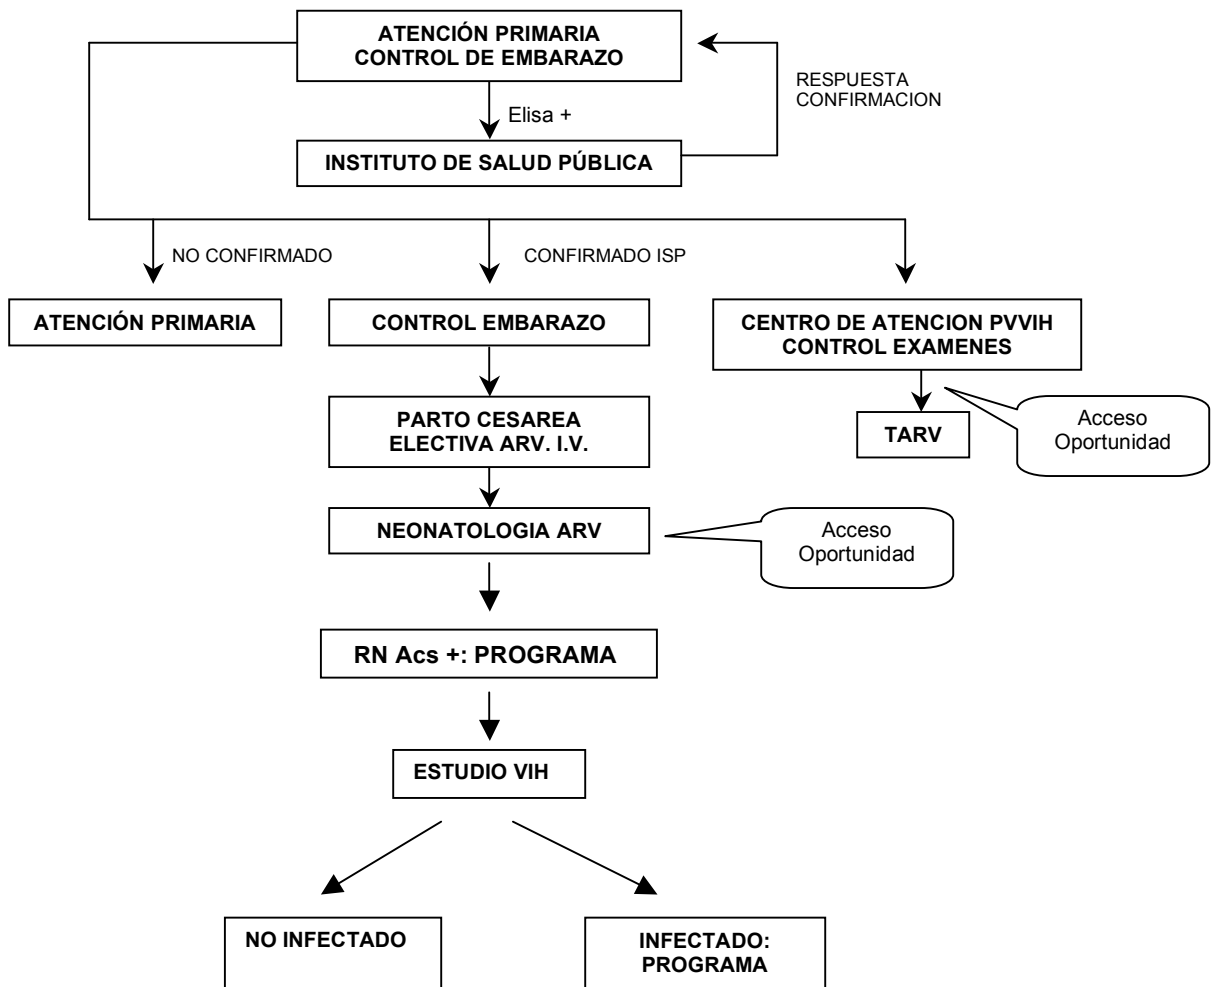 ATENCIÓN PRIMARIA
CONTROL DE EMBARAZO
RESPUESTA
CONFIRMACION
Elisa +
INSTITUTO DE SALUD PÚBLICA
NO CONFIRMADO
CONFIRMADO ISP
ATENCIÓN PRIMARIA
CONTROL EMBARAZO
CENTRO DE ATENCION PVVIH
CONTROL EXAMENES
PARTO CESAREA
ELECTIVA ARV. I.V.
TARV
Acceso
Oportunidad
NEONATOLOGIA ARV
Acceso
Oportunidad
RN Acs +: PROGRAMA
ESTUDIO VIH
NO INFECTADO
INFECTADO:
PROGRAMA